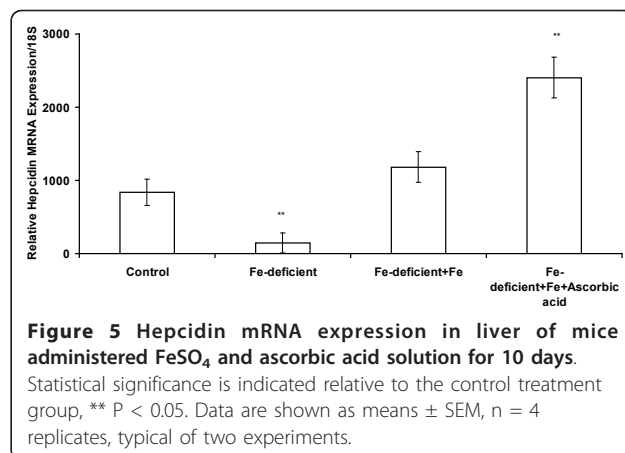 3000
2000
1000
0
Relative Hepcidin MRNA Expression/18S
**
**
Control
Fe-deficient
Fe-deficient+Fe
Fe-
deficient+Fe+Ascorbic
acid
Figure 5 Hepcidin mRNA expression in liver of mice
administered FeSO₄ and ascorbic acid solution for 10 days.
Statistical significance is indicated relative to the control treatment
group, ** P < 0.05. Data are shown as means ± SEM, n = 4
replicates, typical of two experiments.